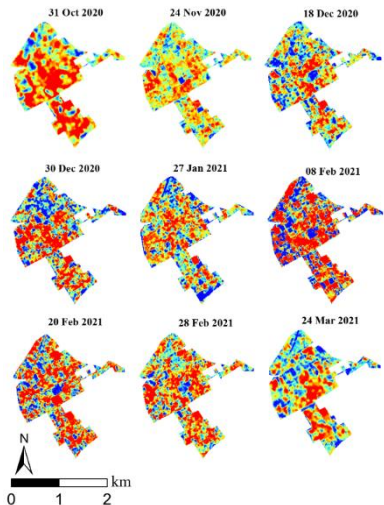 31 Oct 2020
24 Nov 2020
18 Dec 2020
30 Dec 2020
27 Jan 2021
08 Feb 2021
20 Feb 2021
28 Feb 2021
24 Mar 2021
N
km
0 1 2